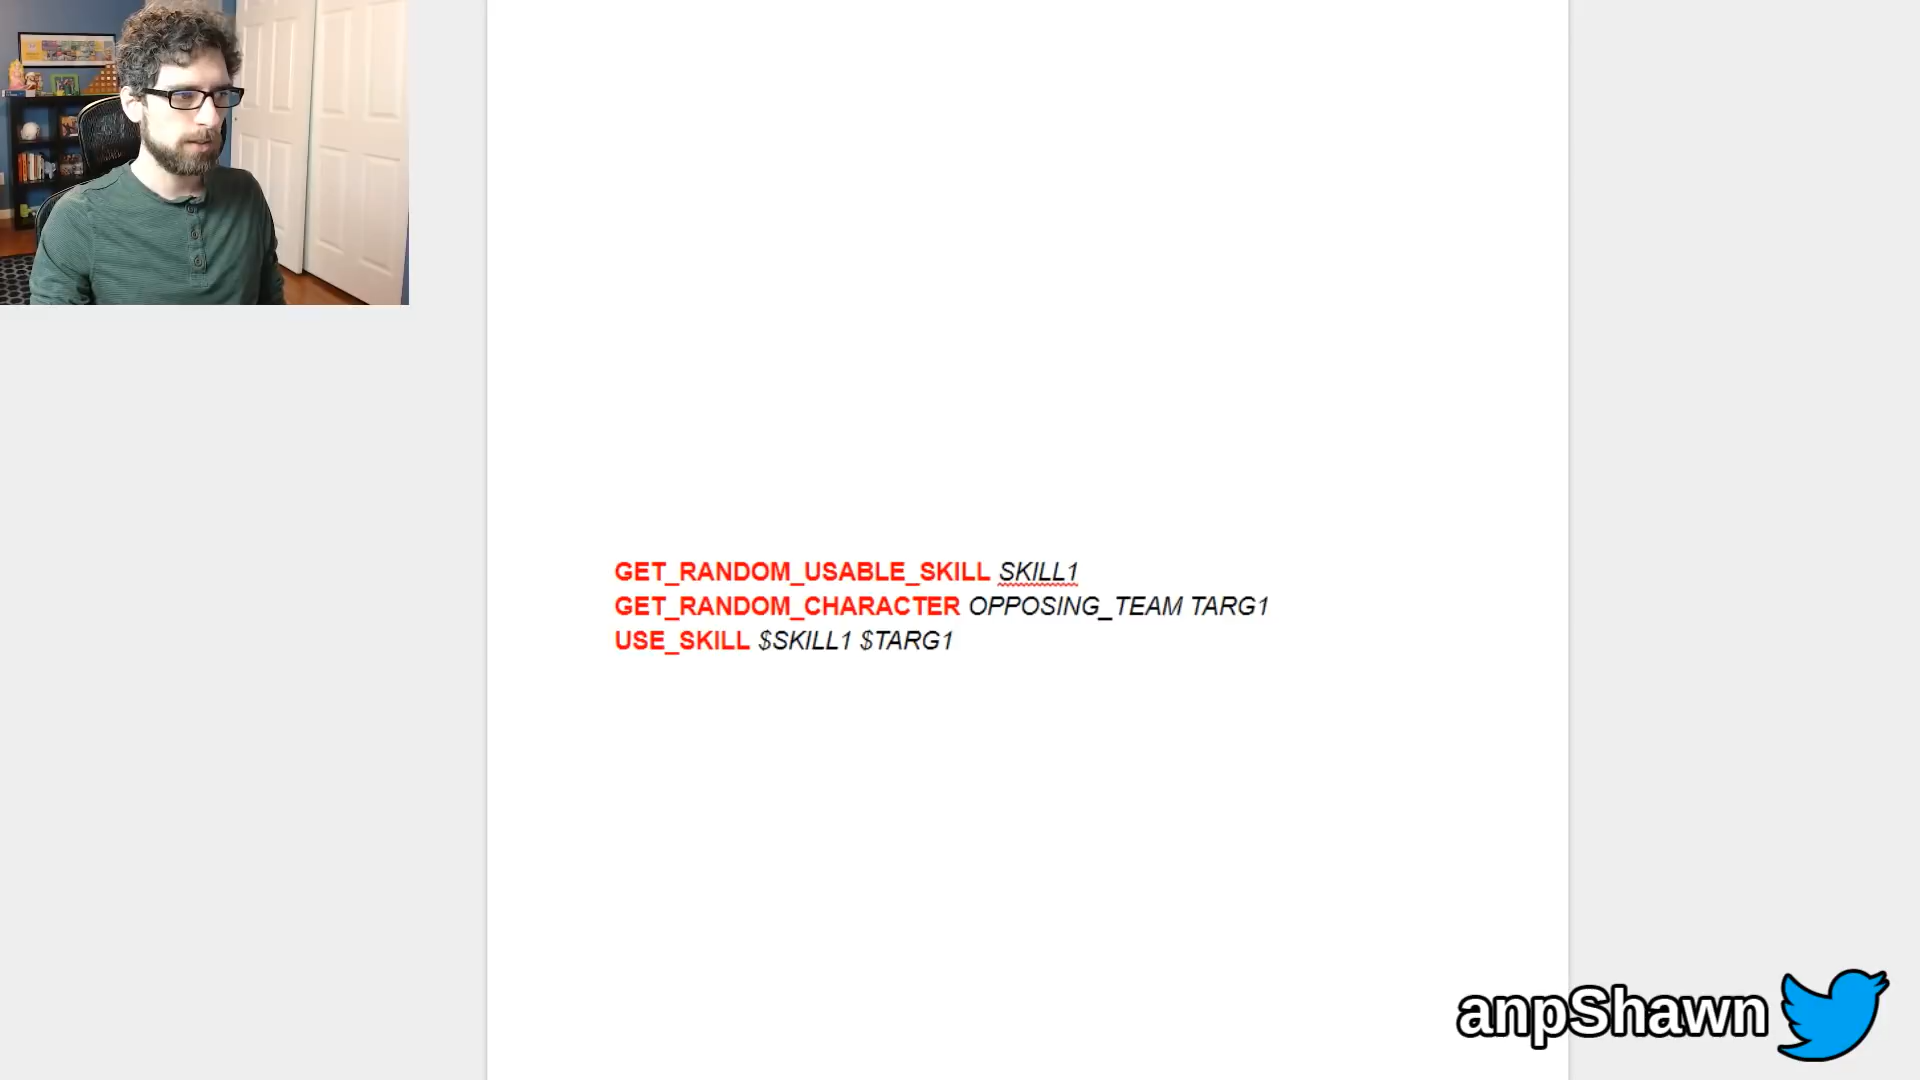 GET_RANDOM_USABLE_SKILL SKILL1
GET_RANDOM_CHARACTER OPPOSING_TEAM TARG1
USE_SKILL $SKILL1 $TARG1
anpShawn